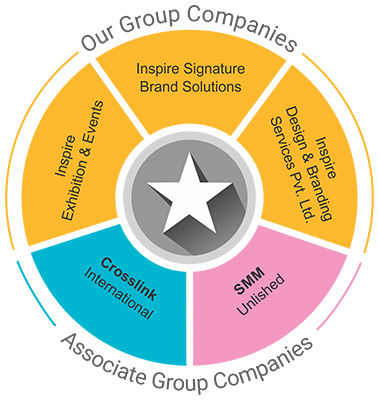 Our Group Companies
Inspire Signature
Brand Solutions
Inspire
Exhibition & Events
Inspire
Design & Branding
Services Pvt. Ltd.
Crosslink
International
SMM
Unlished
Associate Group Companies